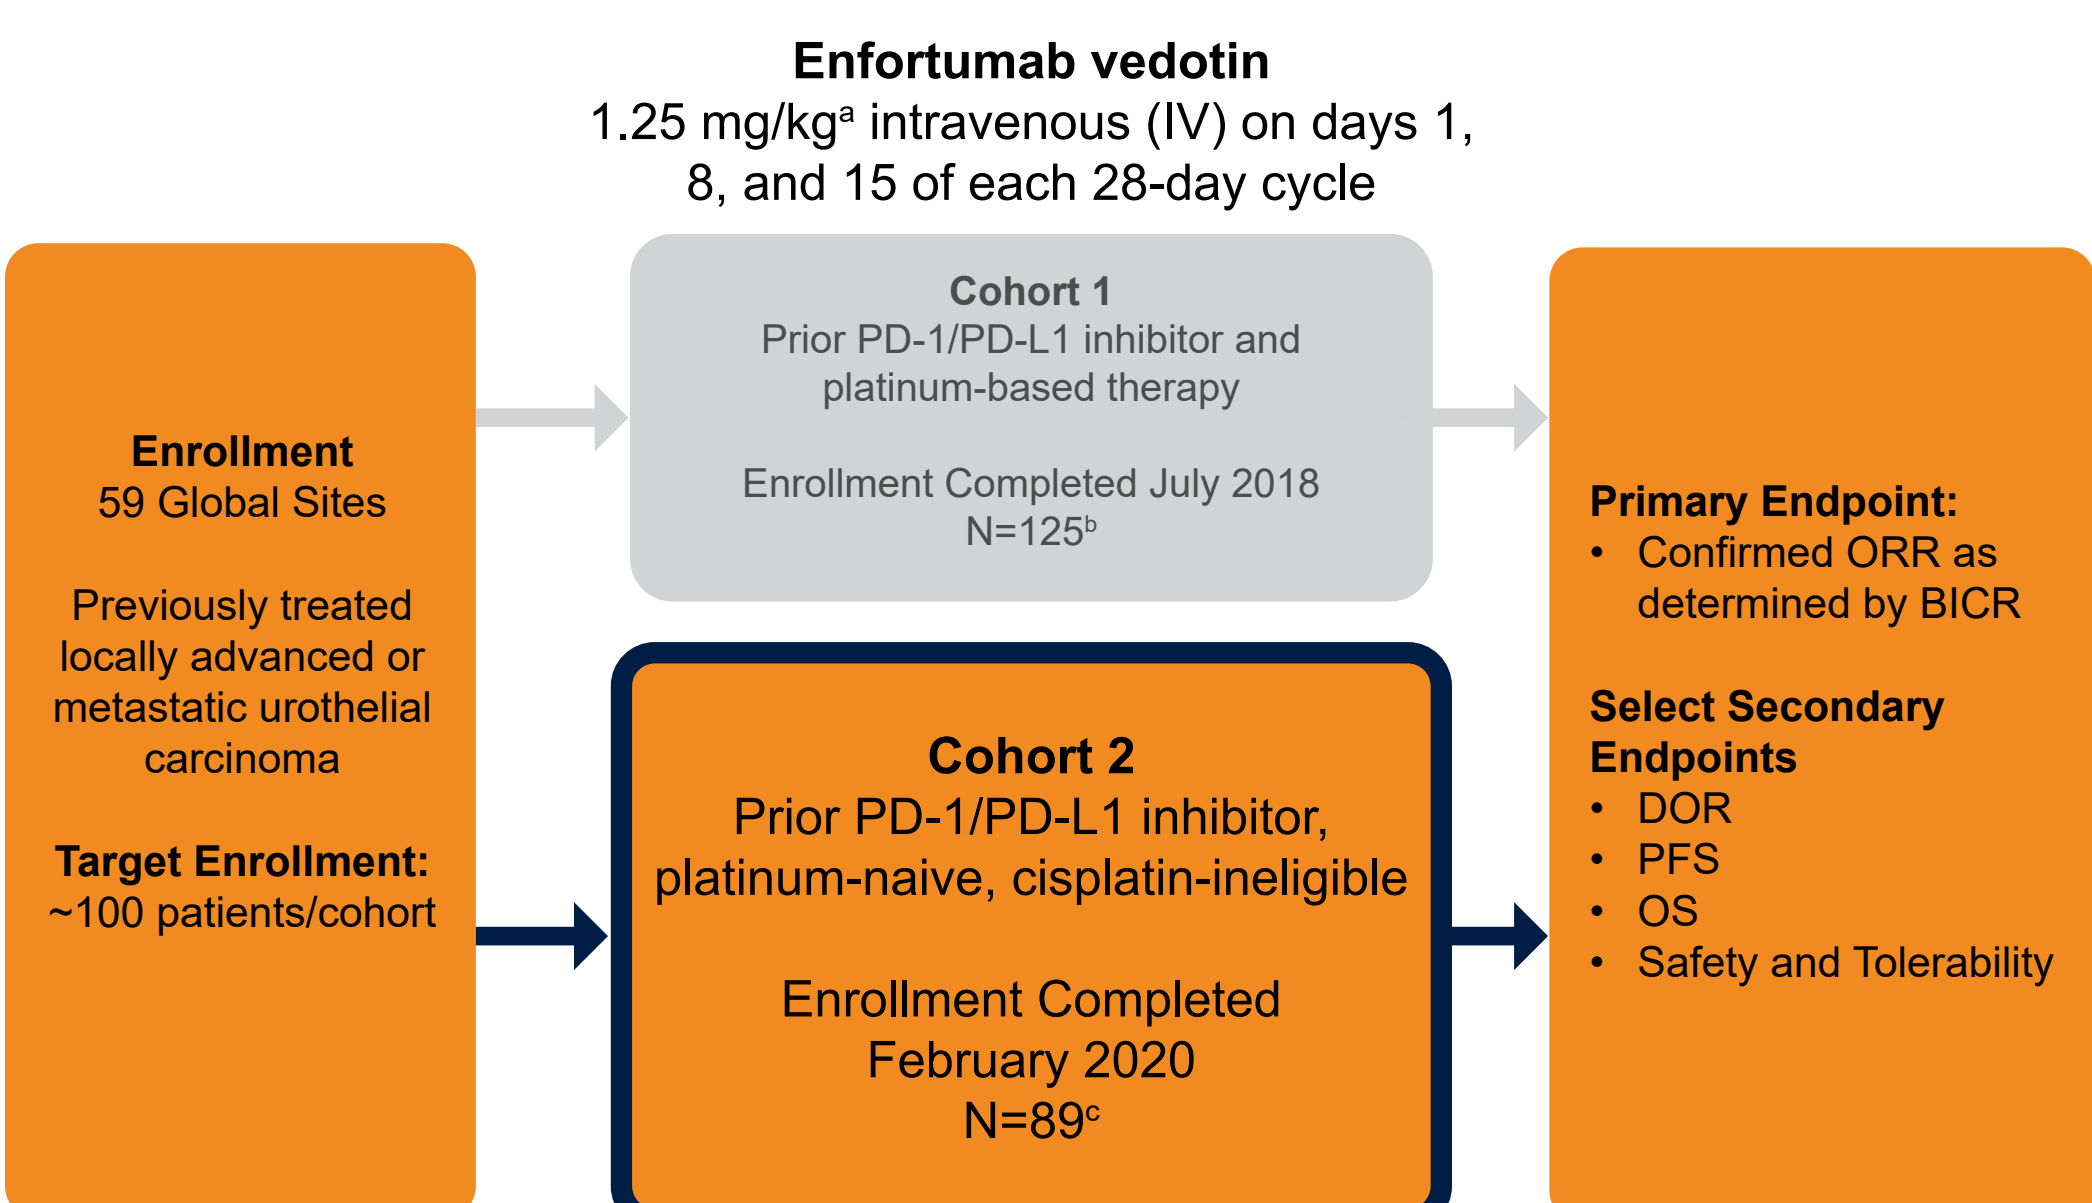 Enfortumab vedotin
1.25 mg/kgᵃ intravenous (IV) on days 1,
8, and 15 of each 28-day cycle
Enrollment
59 Global Sites
Previously treated
locally advanced or
metastatic urothelial
carcinoma
Target Enrollment:
~100 patients/cohort
Cohort 1
Prior PD-1/PD-L1 inhibitor and
platinum-based therapy
Enrollment Completed July 2018
N=125ᵇ
Cohort 2
Prior PD-1/PD-L1 inhibitor,
platinum-naive, cisplatin-ineligible
Enrollment Completed
February 2020
N=89ᶜ
Primary Endpoint:
• Confirmed ORR as
determined by BICR
Select Secondary
Endpoints
• DOR
• PFS
• OS
• Safety and Tolerability